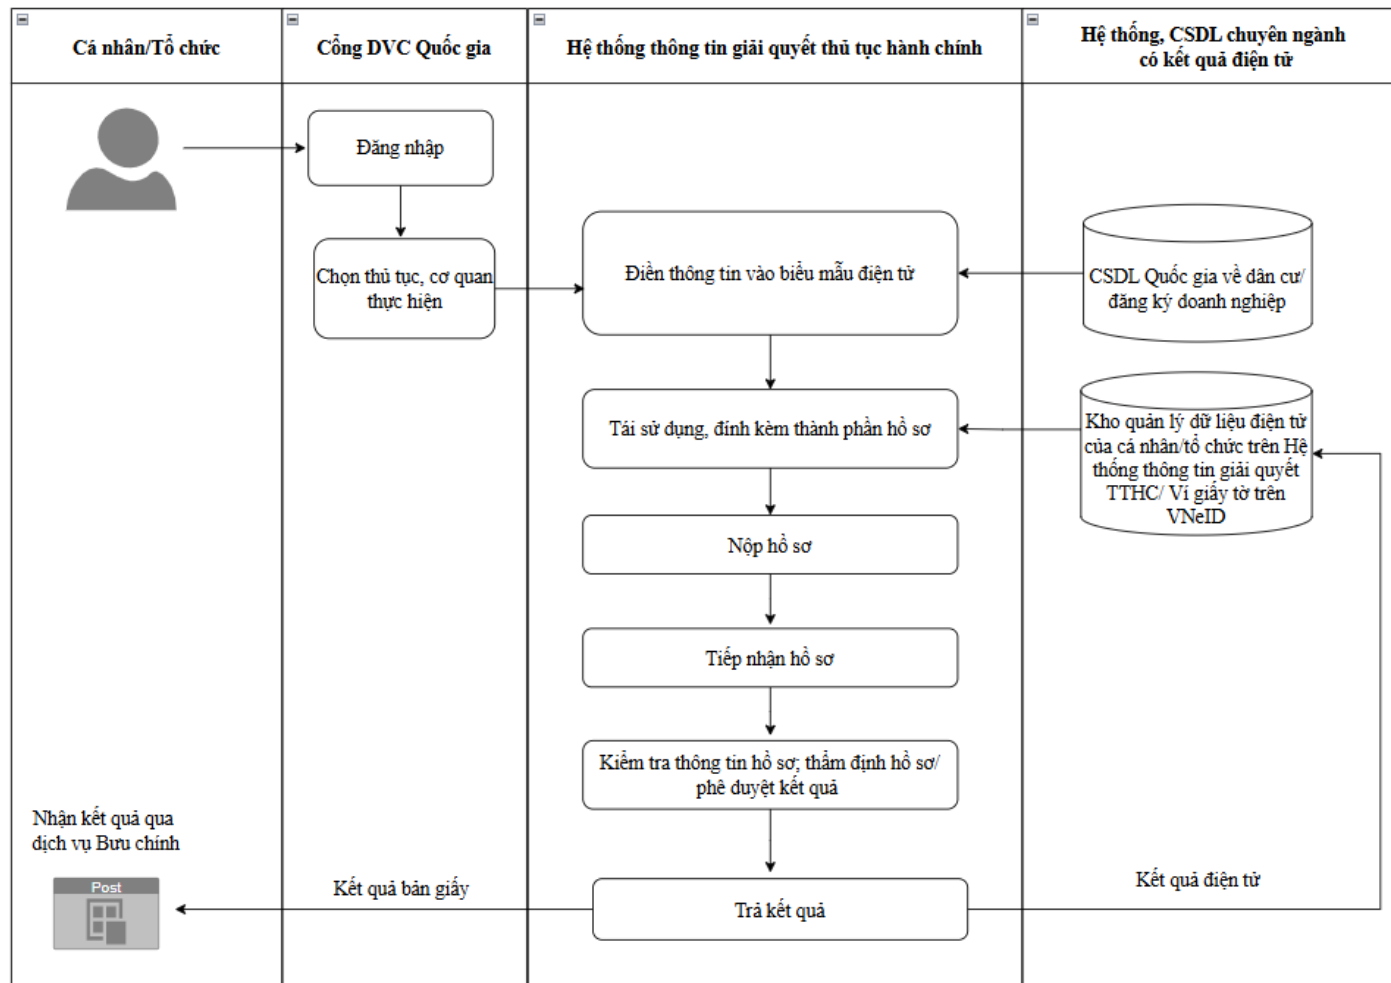 Cá nhân/Tổ chức
Cổng DVC Quốc gia
Hệ thống thông tin giải quyết thủ tục hành chính
Hệ thống, CSDL chuyên ngành
có kết quả điện tử
Đăng nhập
Chọn thủ tục, cơ quan
thực hiện
Điền thông tin vào biểu mẫu điện tử
CSDL Quốc gia về dân cư/
đăng ký doanh nghiệp
Tái sử dụng, đính kèm thành phần hồ sơ
Kho quản lý dữ liệu điện tử
của cá nhân/tổ chức trên Hệ
thống thông tin giải quyết
TTHC/ Ví giấy tờ trên
VNeID
Nộp hồ sơ
Tiếp nhận hồ sơ
Kiểm tra thông tin hồ sơ; thẩm định hồ sơ/
phê duyệt kết quả
Nhận kết quả qua
dịch vụ Bưu chính
Post
Kết quả bản giấy
Trả kết quả
Kết quả điện tử